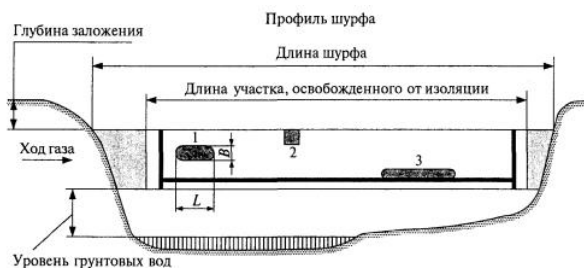 Профиль шурфа
Глубина заложения
Длина шурфа
Длина участка, освобожденного от изоляции
Ход газа
1
B
2
3
L
Уровень грунтовых вод